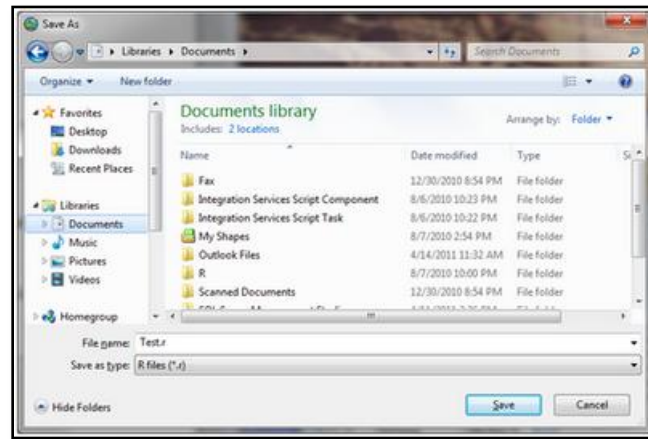 Save As
Libraries ▸ Documents ▸
Search Documents
Organize New folder
Favorites
Desktop
Downloads
Recent Places
Libraries
Documents
Music
Pictures
Videos
Homegroup
Documents library
Includes: 2 locations
Arrange by: Folder
Name Date modified Type
Fax 12/30/2010 8:54 PM File folder
Integration Services Script Component 8/6/2010 10:23 PM File folder
Integration Services Script Task 8/6/2010 10:22 PM File folder
My Shapes 8/7/2010 2:54 PM File folder
Outlook Files 4/14/2011 11:32 AM File folder
R 8/7/2010 10:00 PM File folder
Scanned Documents 12/30/2010 8:54 PM File folder
File name: Test.r
Save as type: R files (*.r)
Hide Folders
Save Cancel